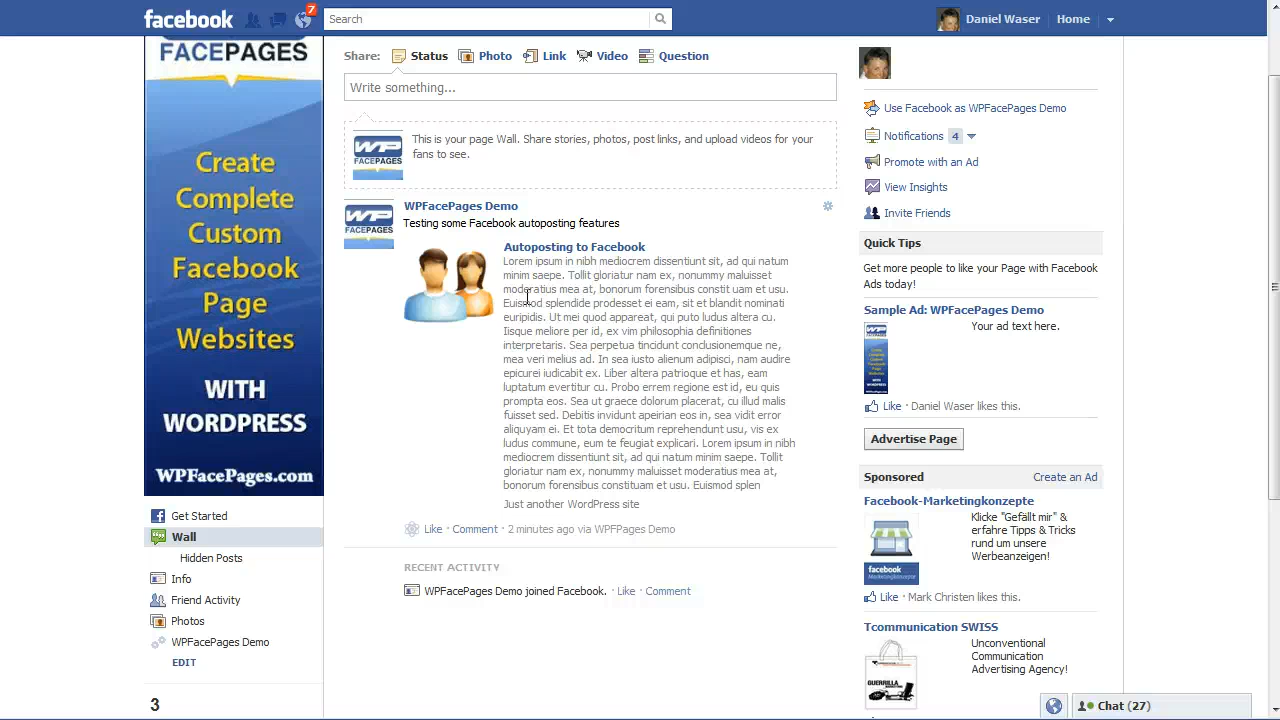 facebook
7
Search
Daniel Waser
Home
FACEPAGES
Create
Complete
Custom
Facebook
Page
Websites
WITH
WORDPRESS
WPFacePages.com
Get Started
Wall
Hidden Posts
Info
Friend Activity
Photos
WPFacePages Demo
EDIT
3
Share: Status Photo Link Video Question
Write something...
WP
FACEPAGES
This is your page Wall. Share stories, photos, post links, and upload videos for your
fans to see.
WP
FACEPAGES
WPFacePages Demo
Testing some Facebook autoposting features
Autoposting to Facebook
Lorem ipsum in nibh mediocrem dissentiunt sit, ad qui natum
minim saepe. Tollit gloriatur nam ex, nonummy maluisset
moderatius mea at, bonorum forensibus constit uam et usu.
Euismod splendide prodesset ei eam, sit et blandit nominati
euripidis. Ut mei quod appareat, qui puto ludus altera cu.
Iisque meliore per id, ex vim philosophia definitiones
interpretaris. Sea perpetua tincidunt conclusionemque ne,
mea veri melius ad. In sea iusto alienum adipisci, nam audire
epicurei iudicabit ex. Liber altera patrioque et has, eam
luptatum evertitur cu. Probo errem regione est id, eu quis
prompta eos. Sea ut graece dolorum placerat, cu illud malis
fuisset sed. Debitis invidunt apeirian eos in, sea vidit error
aliquyam ei. Et tota democritum reprehendunt usu, vis ex
ludus commune, eum te feugiat explicari. Lorem ipsum in nibh
mediocrem dissentiunt sit, ad qui natum minim saepe. Tollit
gloriatur nam ex, nonummy maluisset moderatius mea at,
bonorum forensibus constituam et usu. Euismod splen
Just another WordPress site
Like · Comment · 2 minutes ago via WPFPages Demo
RECENT ACTIVITY
WPFacePages Demo joined Facebook. · Like · Comment
Use Facebook as WPFacePages Demo
Notifications 4
Promote with an Ad
View Insights
Invite Friends
Quick Tips
Get more people to like your Page with Facebook
Ads today!
Sample Ad: WPFacePages Demo
Your ad text here.
Like · Daniel Waser likes this.
Advertise Page
Sponsored
Create an Ad
Facebook-Marketingkonzepte
Klicke "Gefällt mir" &
erfahre Tipps & Tricks
rund um unsere
Werbeanzeigen!
facebook
Like · Mark Christen likes this.
Tcommunication SWISS
Unconventional
Communication
Advertising Agency!
GUERRILLA
Chat (27)